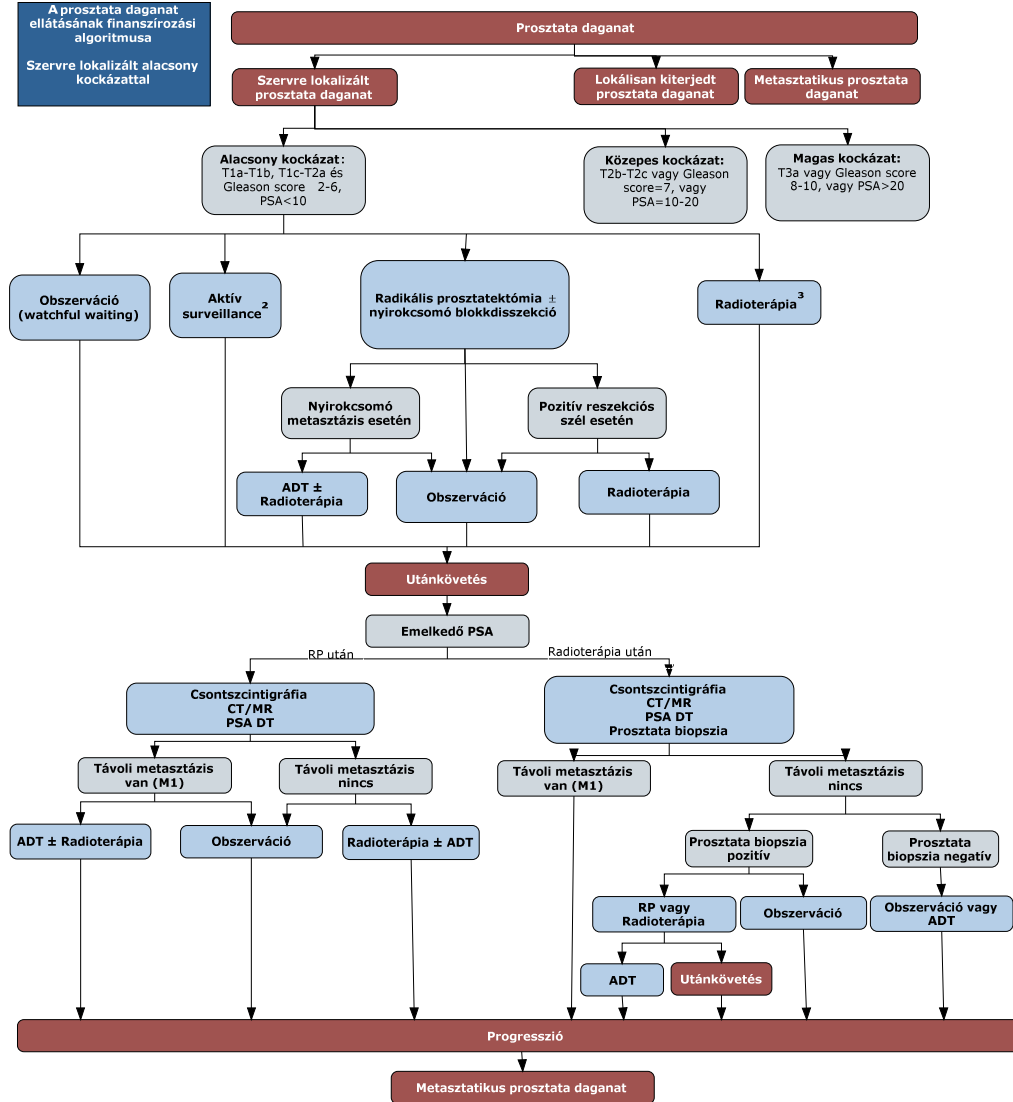 A prosztata daganat
ellátásának finanszírozási
algoritmusa
Szervre lokalizált alacsony
kockázattal
Prosztata daganat
Szervre lokalizált
prosztata daganat
Lokálisan kiterjedt
prosztata daganat
Metasztatikus prosztata
daganat
Alacsony kockázat:
T1a-T1b, T1c-T2a és
Gleason score 2-6,
PSA<10
Közepes kockázat:
T2b-T2c vagy Gleason
score=7, vagy
PSA=10-20
Magas kockázat:
T3a vagy Gleason score
8-10, vagy PSA>20
Obszerváció
(watchful waiting)
Aktív
surveillance²
Radikális prosztatektómia ±
nyirokcsomó blokkdisszekció
Radioterápia³
Nyirokcsomó
metasztázis esetén
Pozitív reszekciós
szél esetén
ADT ±
Radioterápia
Obszerváció
Radioterápia
Utánkövetés
Emelkedő PSA
RP után
Radioterápia után
Csontszcintigráfia
CT/MR
PSA DT
Csontszcintigráfia
CT/MR
PSA DT
Prosztata biopszia
Távoli metasztázis
van (M1)
Távoli metasztázis
nincs
Távoli metasztázis
van (M1)
Távoli metasztázis
nincs
ADT ± Radioterápia
Obszerváció
Radioterápia ± ADT
Prosztata biopszia
pozitív
Prosztata
biopszia negatív
RP vagy
Radioterápia
Obszerváció
Obszerváció vagy
ADT
ADT
Utánkövetés
Progresszió
Metasztatikus prosztata daganat